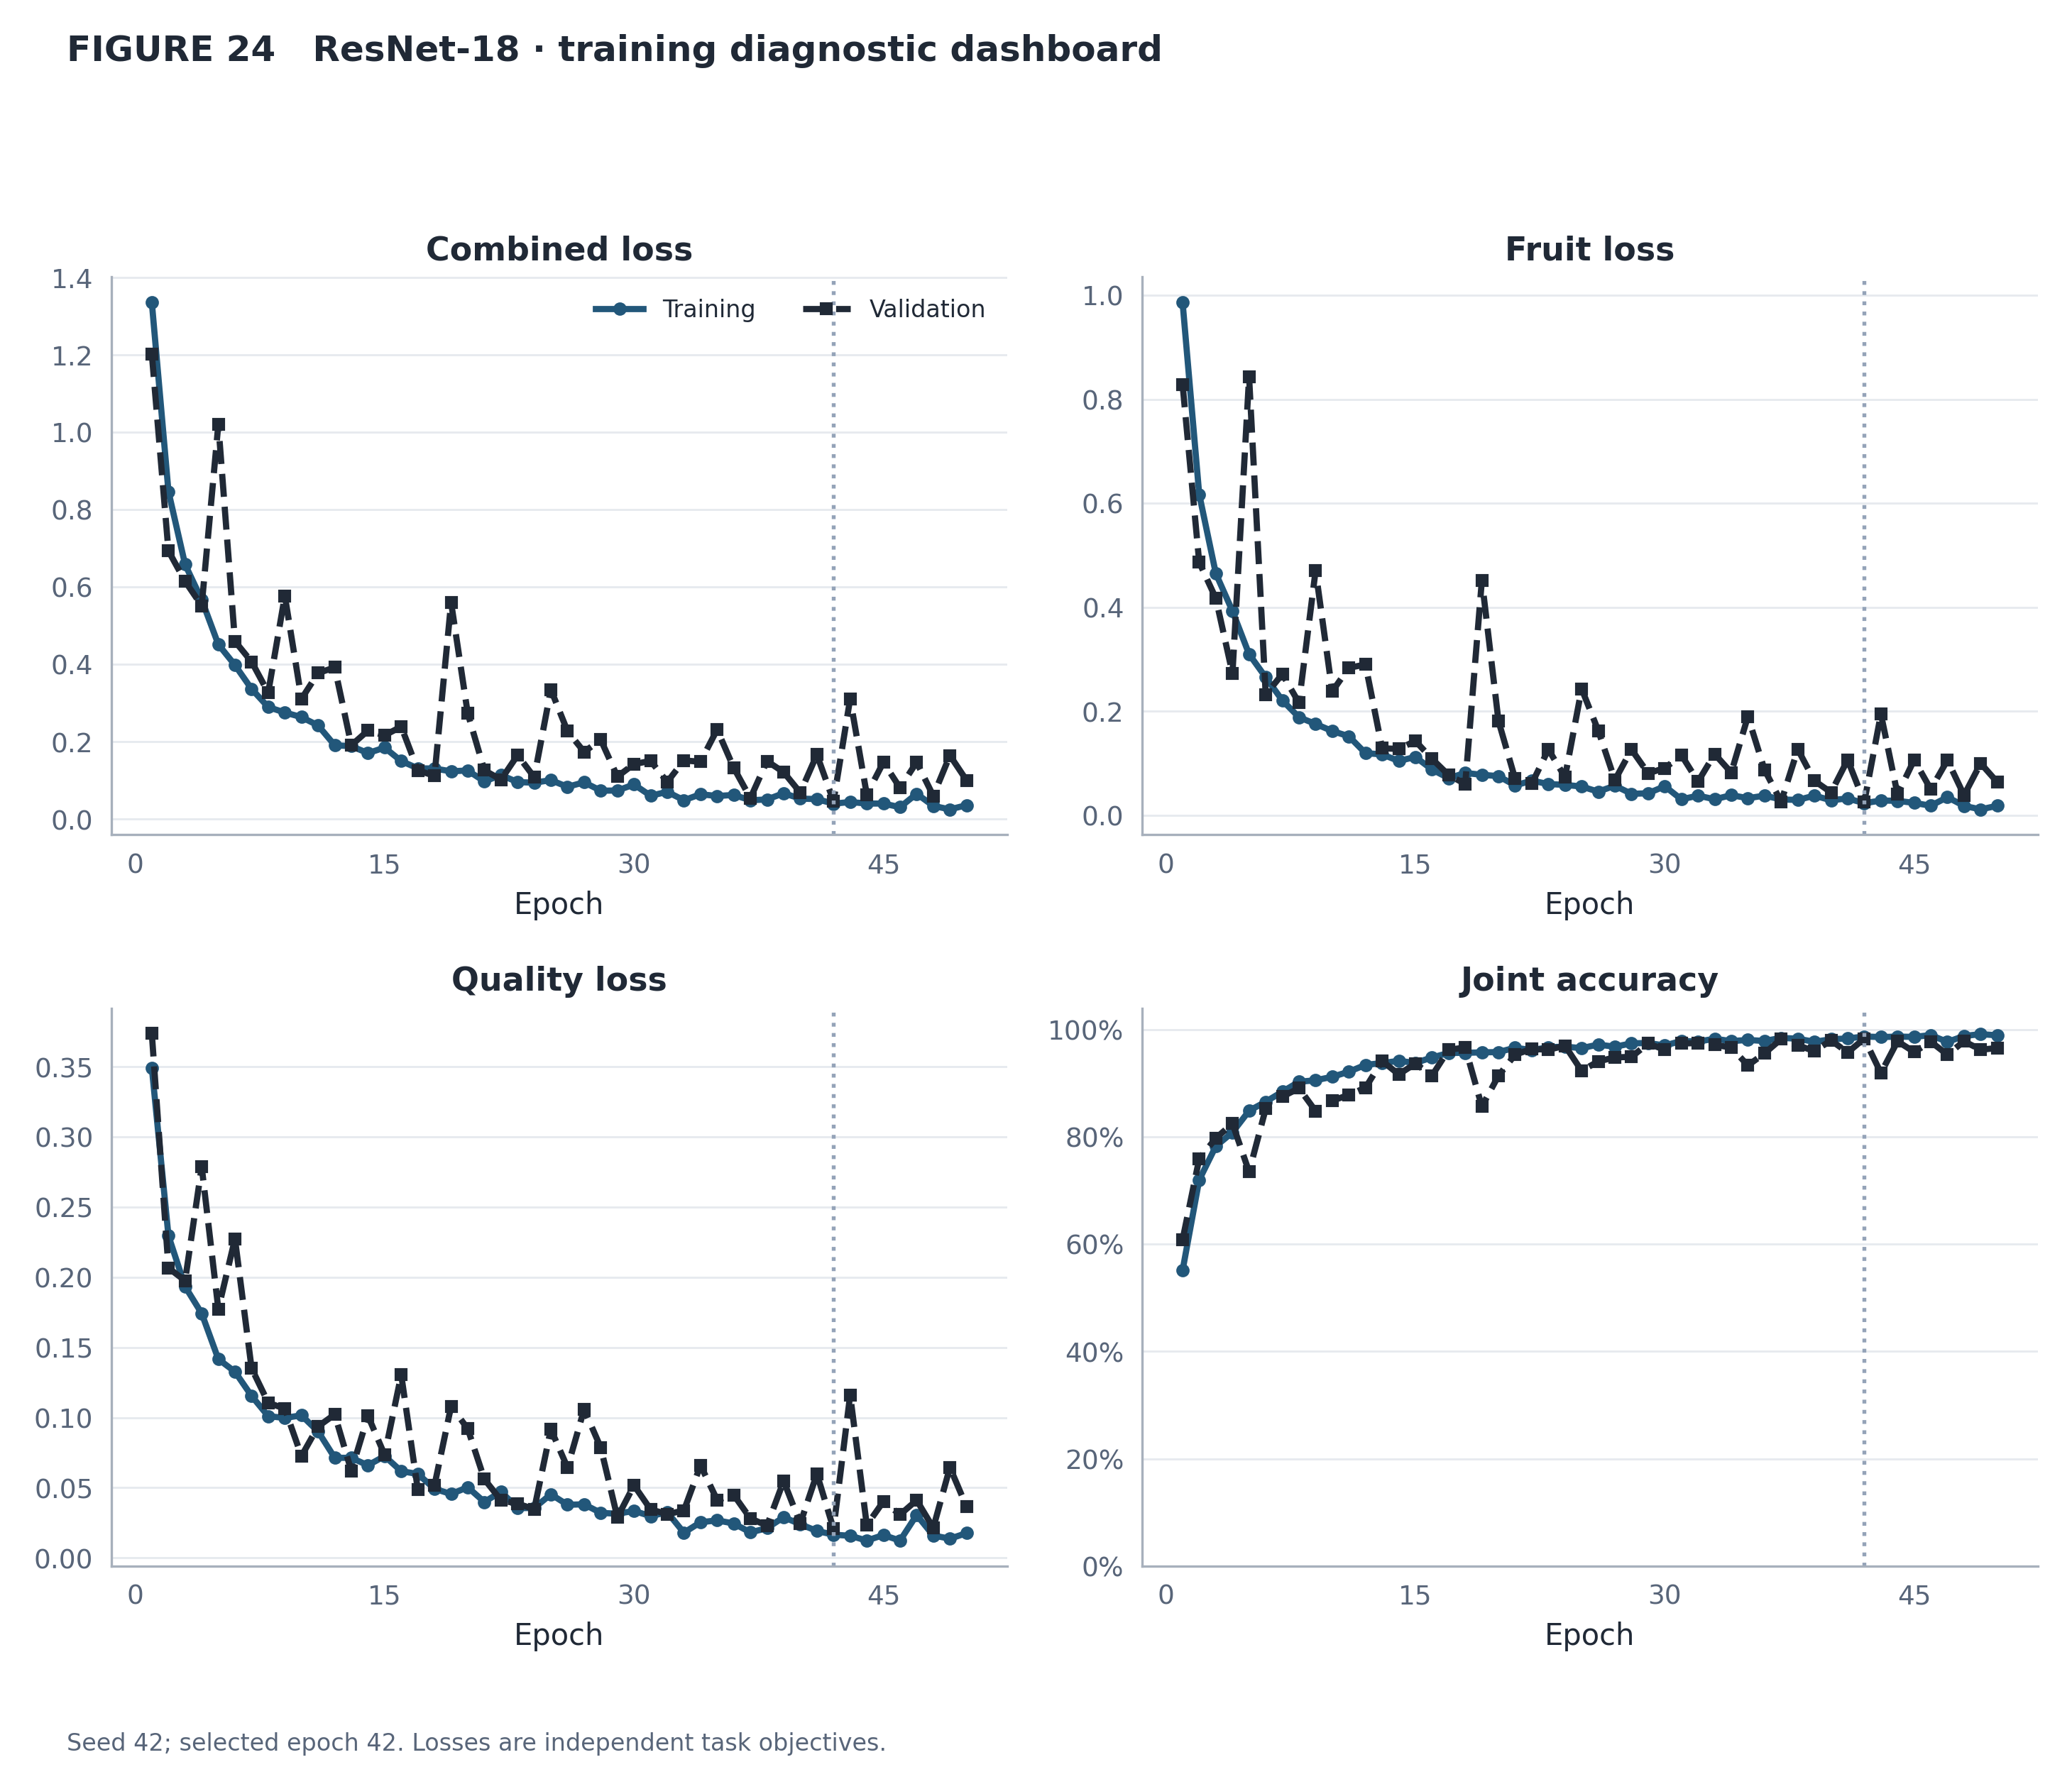 FIGURE 24 ResNet-18 · training diagnostic dashboard
Combined loss
1.4
1.2
1.0
0.8
0.6
0.4
0.2
0.0
Training
Validation
0 15 30 45
Epoch
Fruit loss
1.0
0.8
0.6
0.4
0.2
0.0
0 15 30 45
Epoch
Quality loss
0.35
0.30
0.25
0.20
0.15
0.10
0.05
0.00
0 15 30 45
Epoch
Joint accuracy
100%
80%
60%
40%
20%
0%
0 15 30 45
Epoch
Seed 42; selected epoch 42. Losses are independent task objectives.